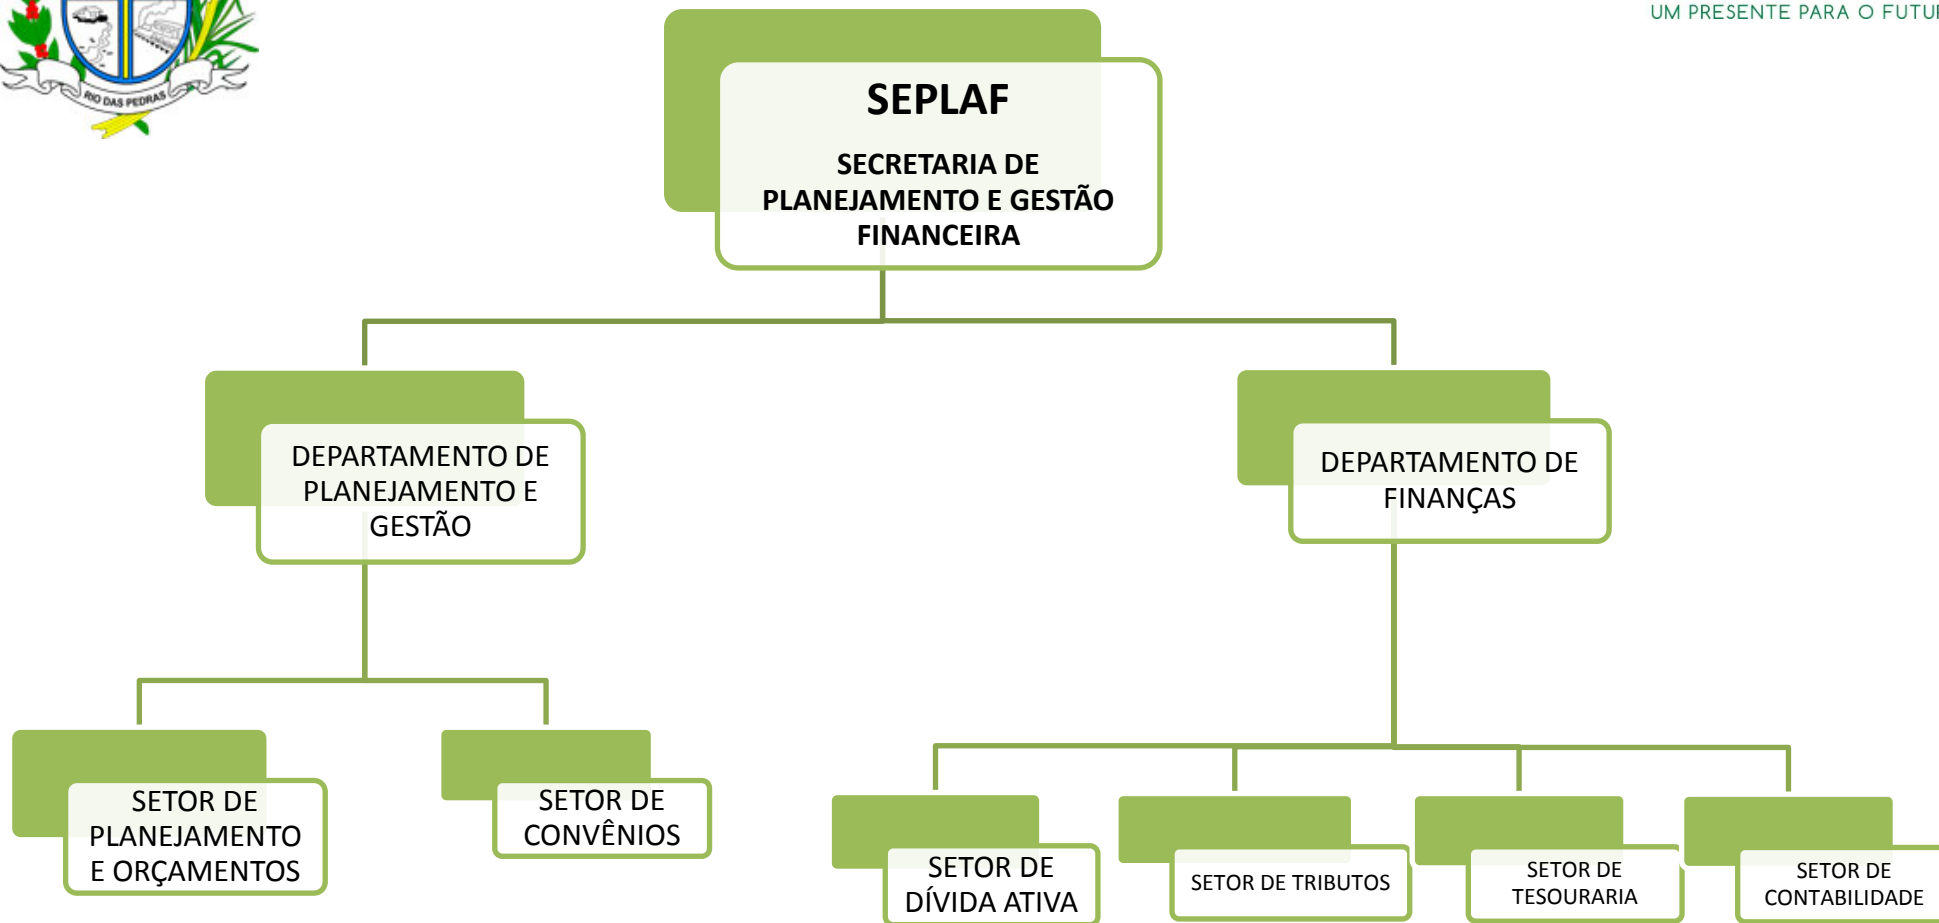 UM PRESENTE PARA O
RIO DAS PEDRAS
SEPLAF
SECRETARIA DE
PLANEJAMENTO E GESTÃO
FINANCEIRA
DEPARTAMENTO DE
PLANEJAMENTO E
GESTÃO
DEPARTAMENTO DE
FINANÇAS
SETOR DE
PLANEJAMENTO
E ORÇAMENTOS
SETOR DE
CONVÊNIOS
SETOR DE
DÍVIDA ATIVA
SETOR DE TRIBUTOS
SETOR DE
TESOURARIA
SETOR DE
CONTABILIDADE